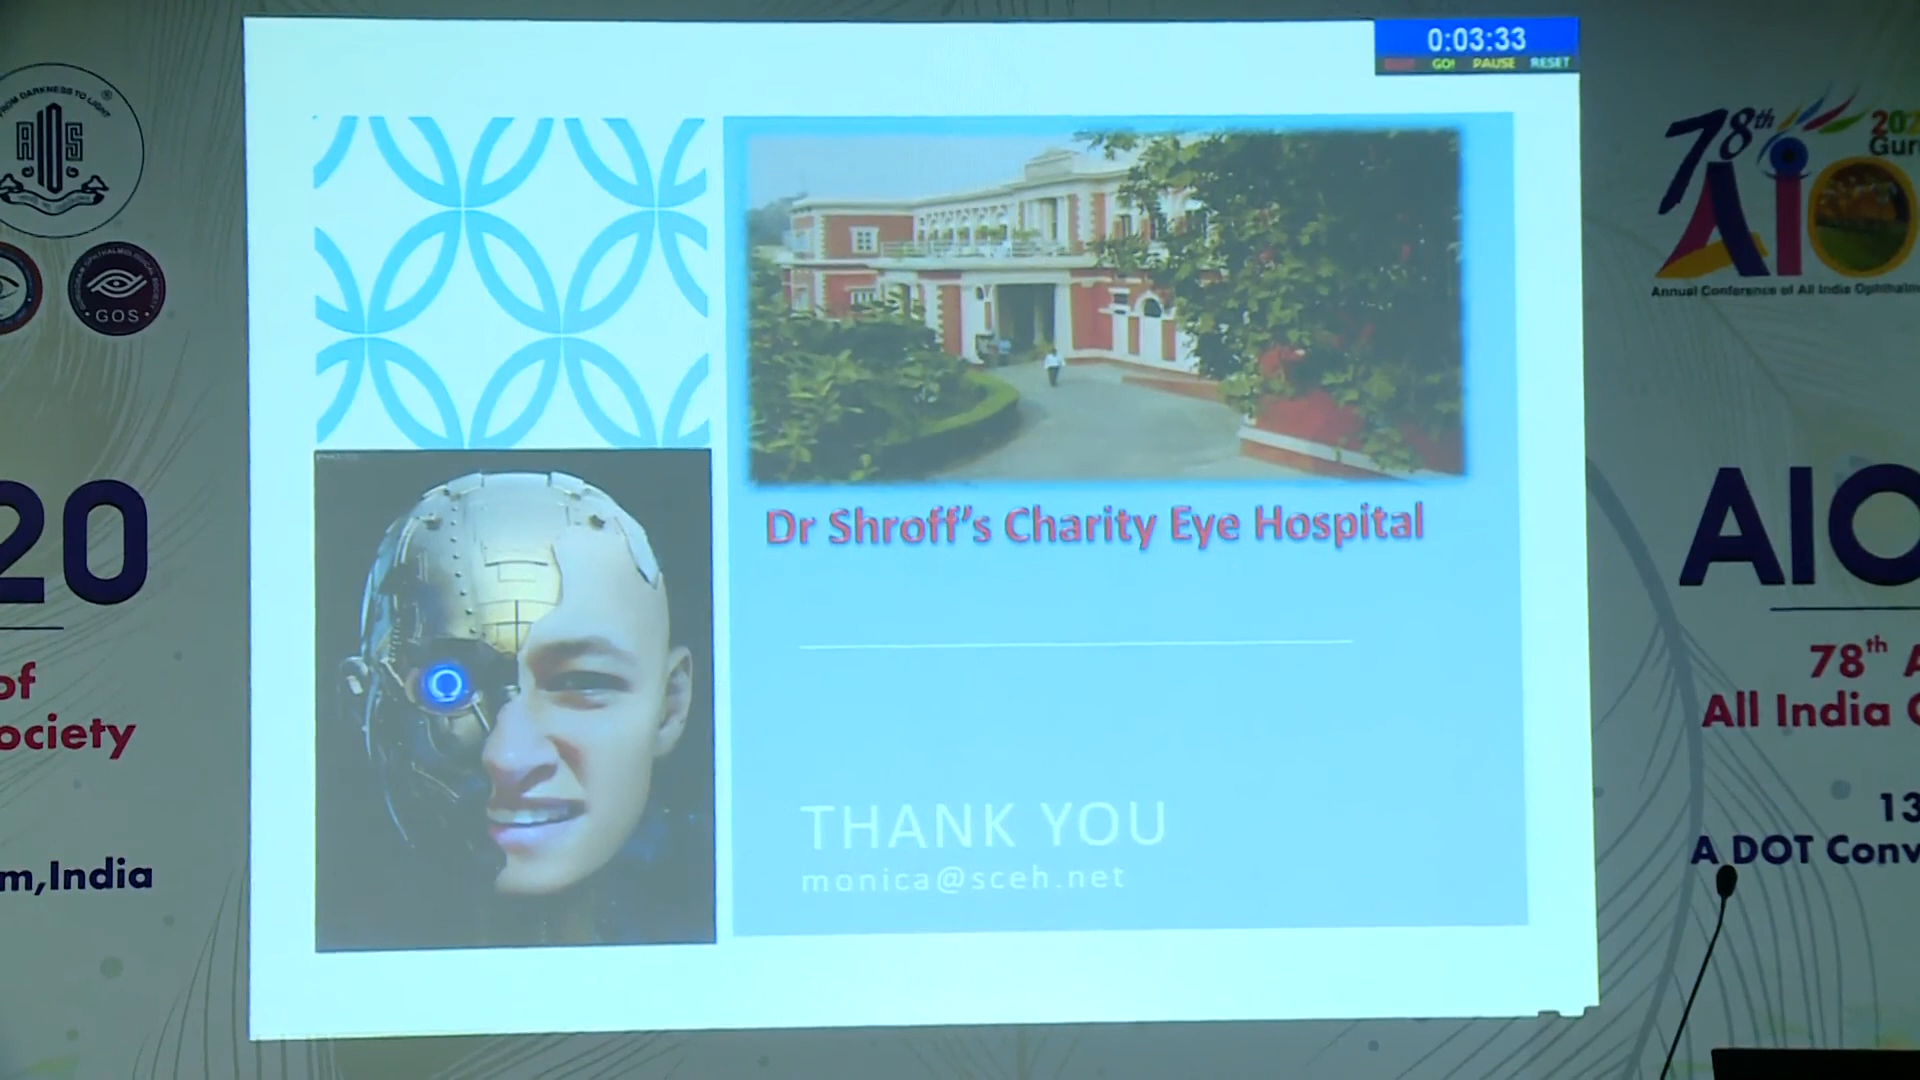 0:03:33
GO! PAUSE RESET
FROM DARKNESS TO LIGHT
AIOS
GOS
78th
AIO
Annual Conference of All India Ophthalm
Dr Shroff's Charity Eye Hospital
THANK YOU
monica@sceh.net
20
of
ociety
m,India
AIO
78th A
All India
13
A DOT Conv